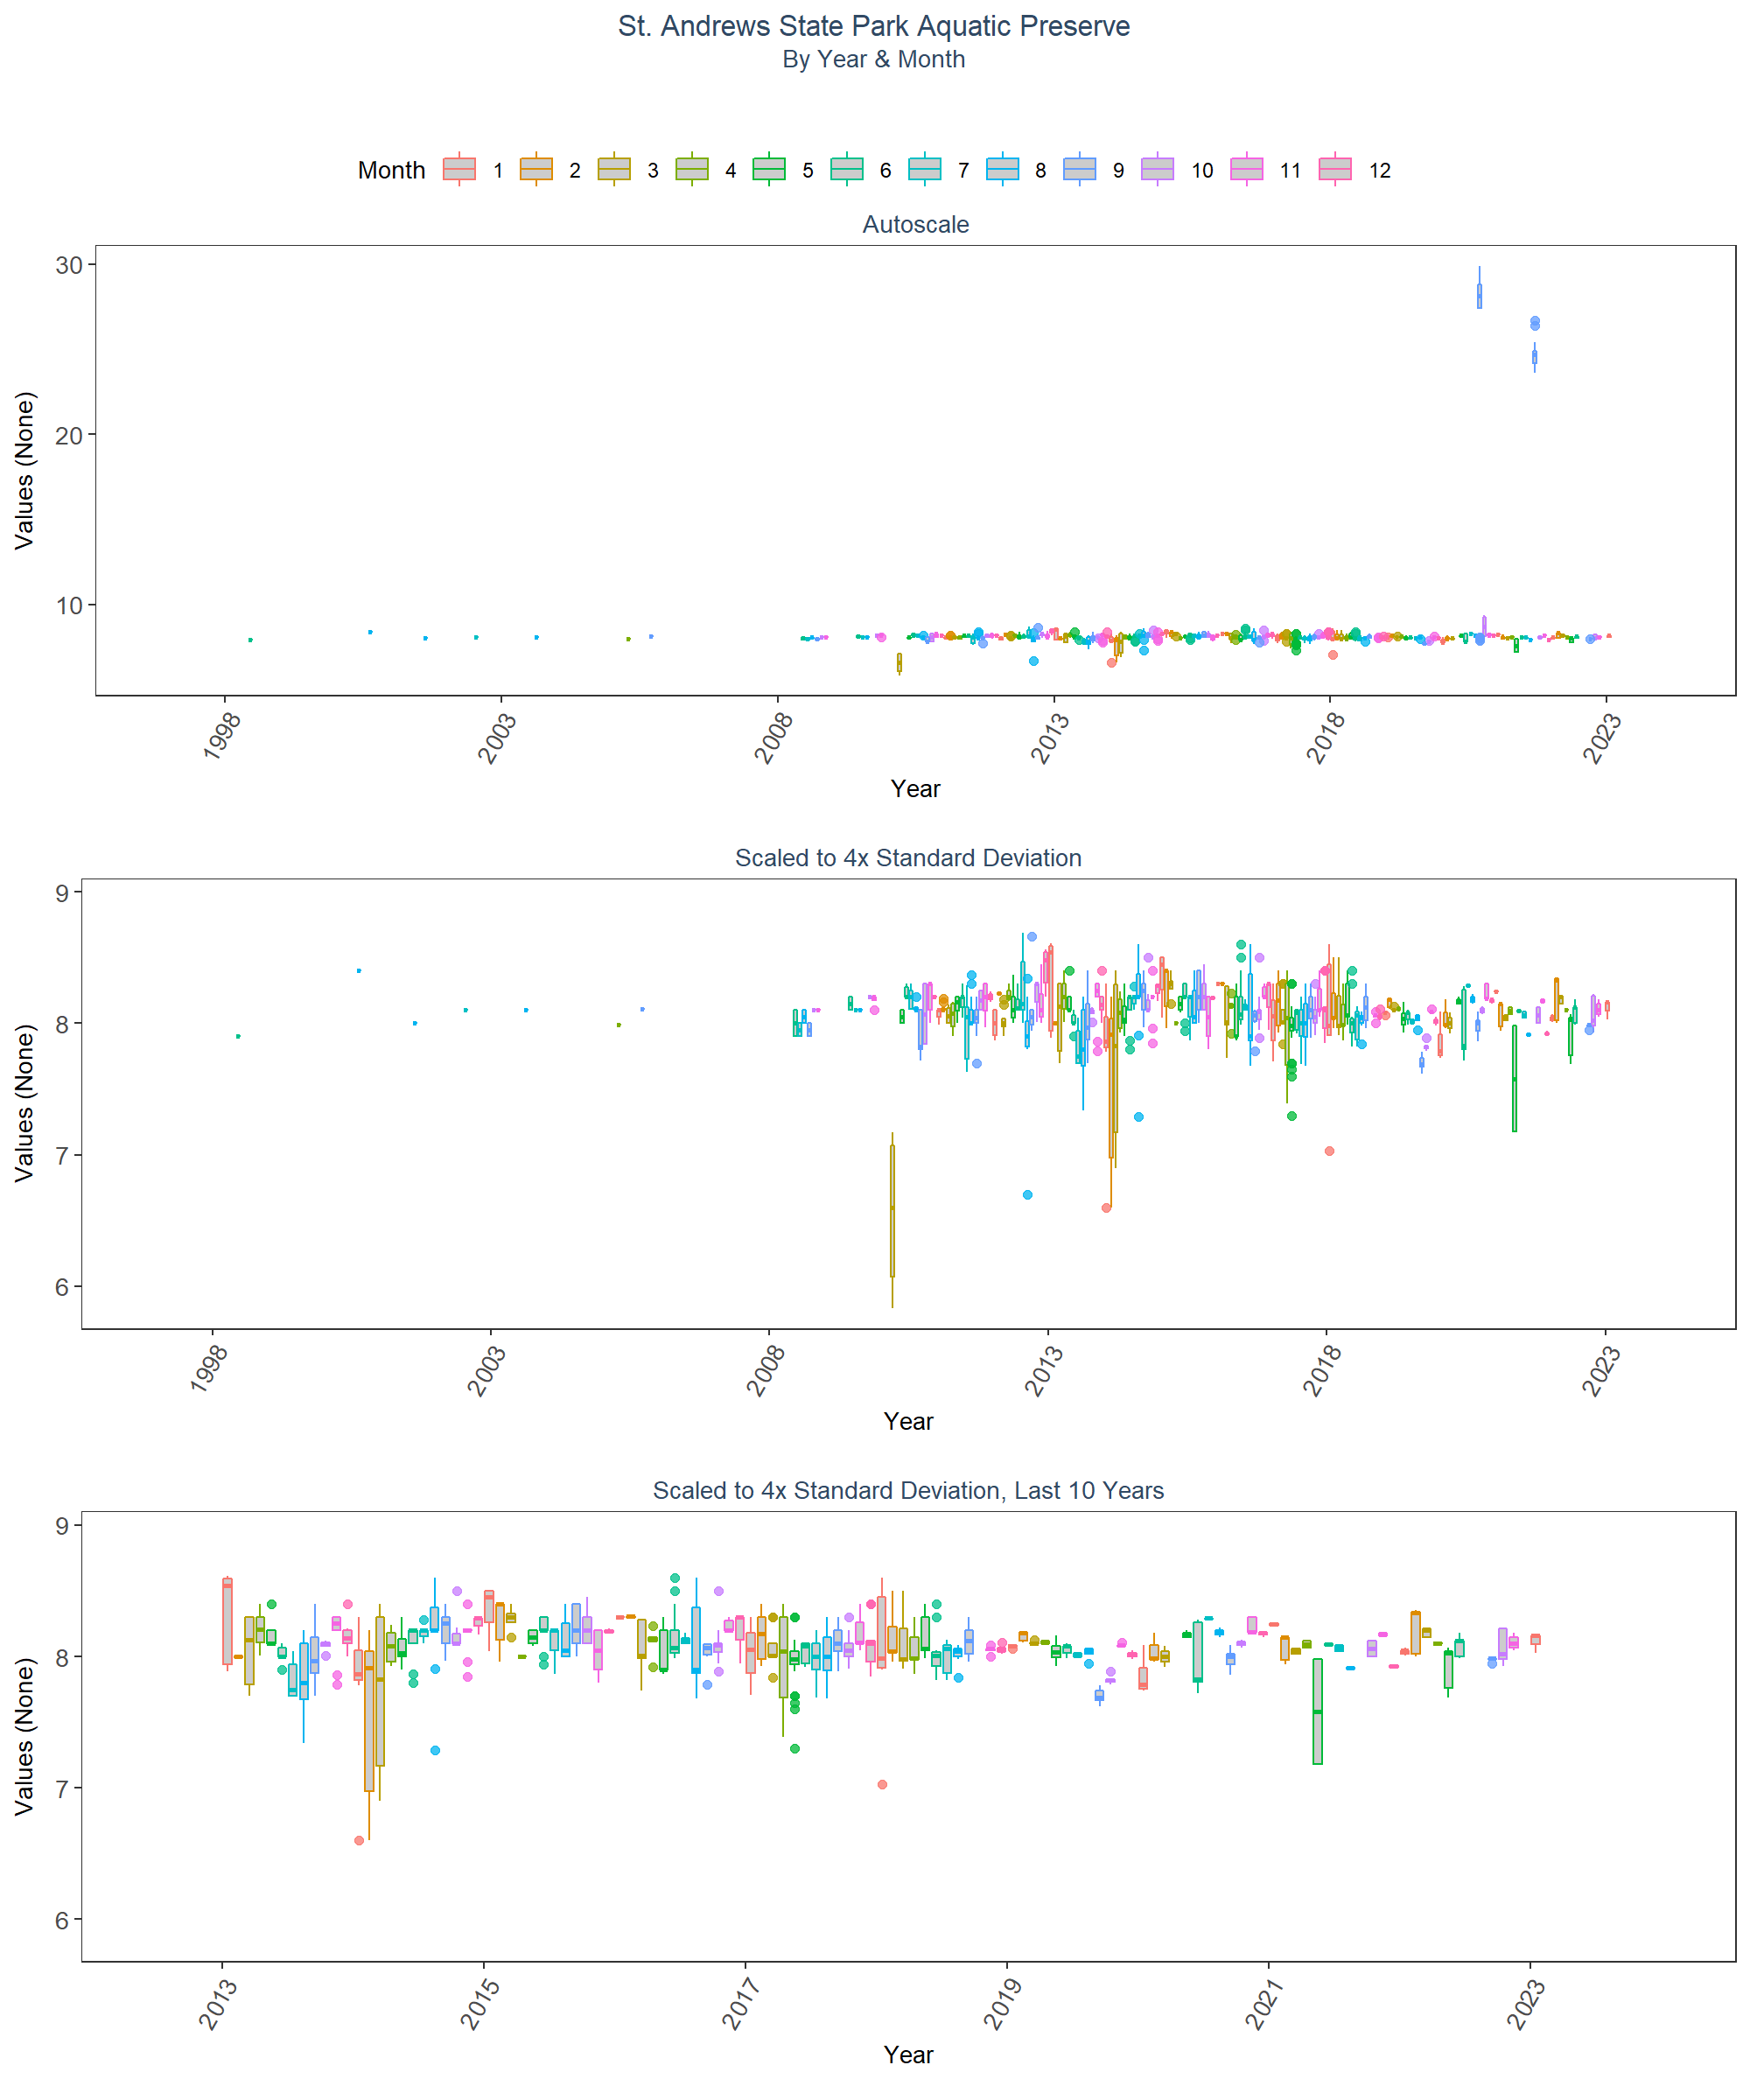 St. Andrews State Park Aquatic Preserve
By Year & Month
Month 1 2 3 4 5 6 7 8 9 10 11 12
Autoscale
30
20
10
Values (None)
1998 2003 2008 2013 2018 2023
Year
Scaled to 4x Standard Deviation
9
8
7
6
Values (None)
1998 2003 2008 2013 2018 2023
Year
Scaled to 4x Standard Deviation, Last 10 Years
9
8
7
6
Values (None)
2013 2015 2017 2019 2021 2023
Year